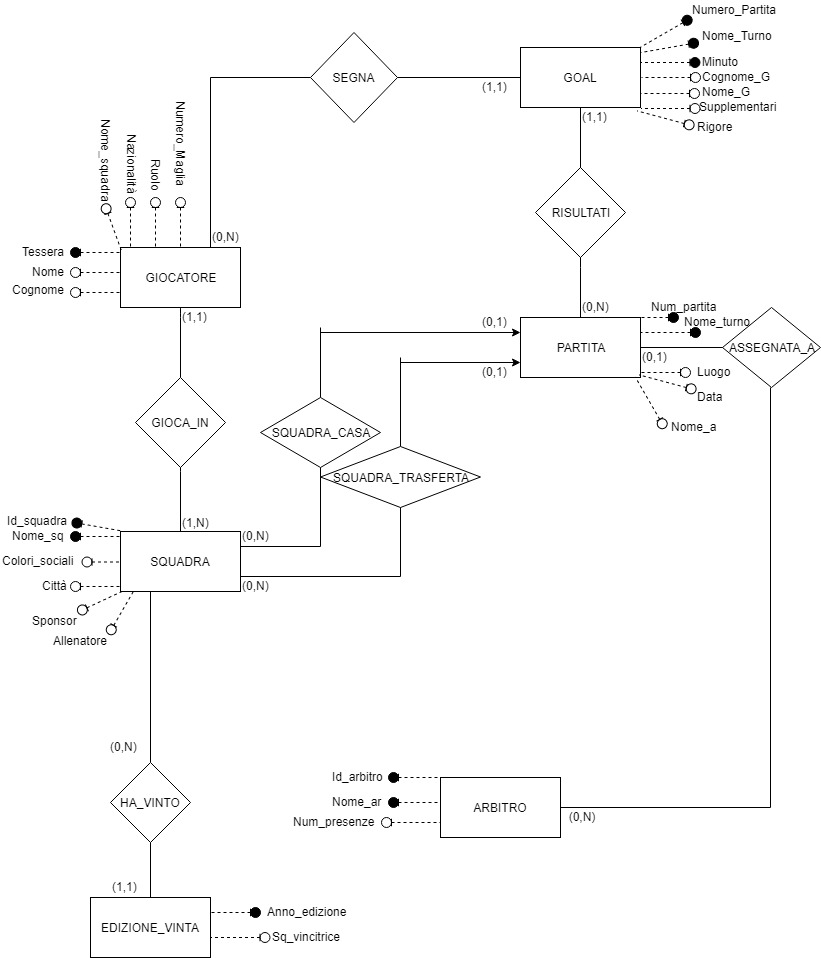 Numero_Partita
Nome_Turno
Minuto
Cognome_G
Nome_G
Supplementari
Rigore
SEGNA
GOAL
(1,1)
(1,1)
Nome_squadra
Nazionalità
Ruolo
Numero_Maglia
RISULTATI
(0,N)
Tessera
Nome
Cognome
GIOCATORE
(1,1)
(0,N)
Num_partita
Nome_turno
(0,1)
PARTITA
(0,1)
ASSEGNATA_A
(0,1)
Luogo
Data
Nome_a
GIOCA_IN
SQUADRA_CASA
SQUADRA_TRASFERTA
Id_squadra
Nome_sq
Colori_sociali
Città
Sponsor
Allenatore
(1,N)
SQUADRA
(0,N)
(0,N)
(0,N)
HA_VINTO
(1,1)
Id_arbitro
Nome_ar
Num_presenze
ARBITRO
(0,N)
EDIZIONE_VINTA
Anno_edizione
Sq_vincitrice